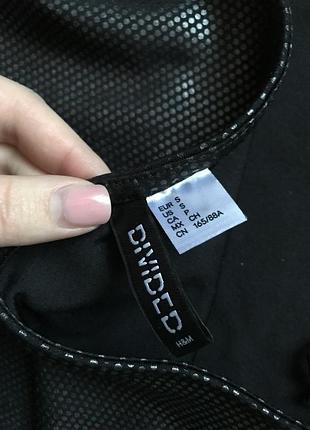 EUR S
US S
CA P
MX CH
CN 165/88A
DIVIDED
H&M